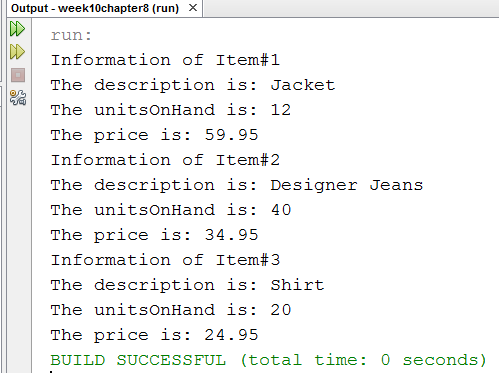 Output - week10chapter8 (run) ×
run:
Information of Item#1
The description is: Jacket
The unitsOnHand is: 12
The price is: 59.95
Information of Item#2
The description is: Designer Jeans
The unitsOnHand is: 40
The price is: 34.95
Information of Item#3
The description is: Shirt
The unitsOnHand is: 20
The price is: 24.95
BUILD SUCCESSFUL (total time: 0 seconds)